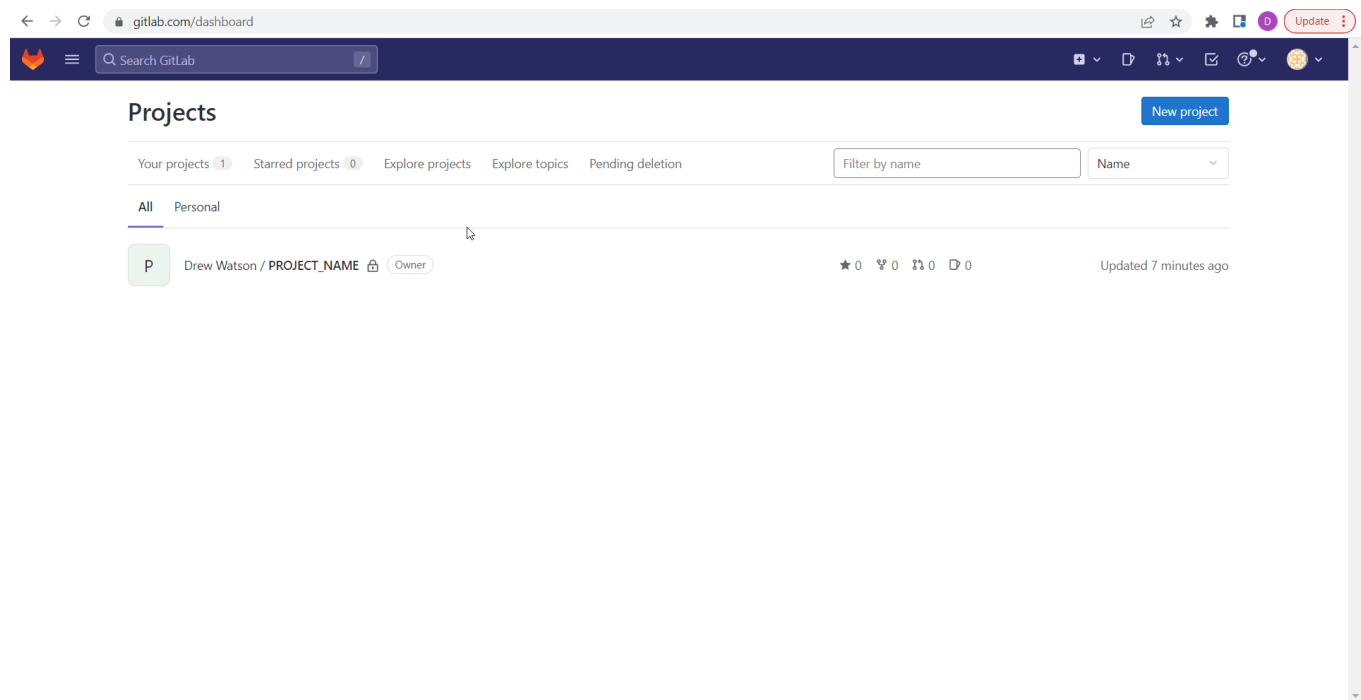 gitlab.com/dashboard
D
Update
Search GitLab
/
Projects
New project
Your projects 1 Starred projects 0 Explore projects Explore topics Pending deletion
Filter by name
Name
All Personal
P
Drew Watson / PROJECT_NAME Owner
0 0 0 0
Updated 7 minutes ago